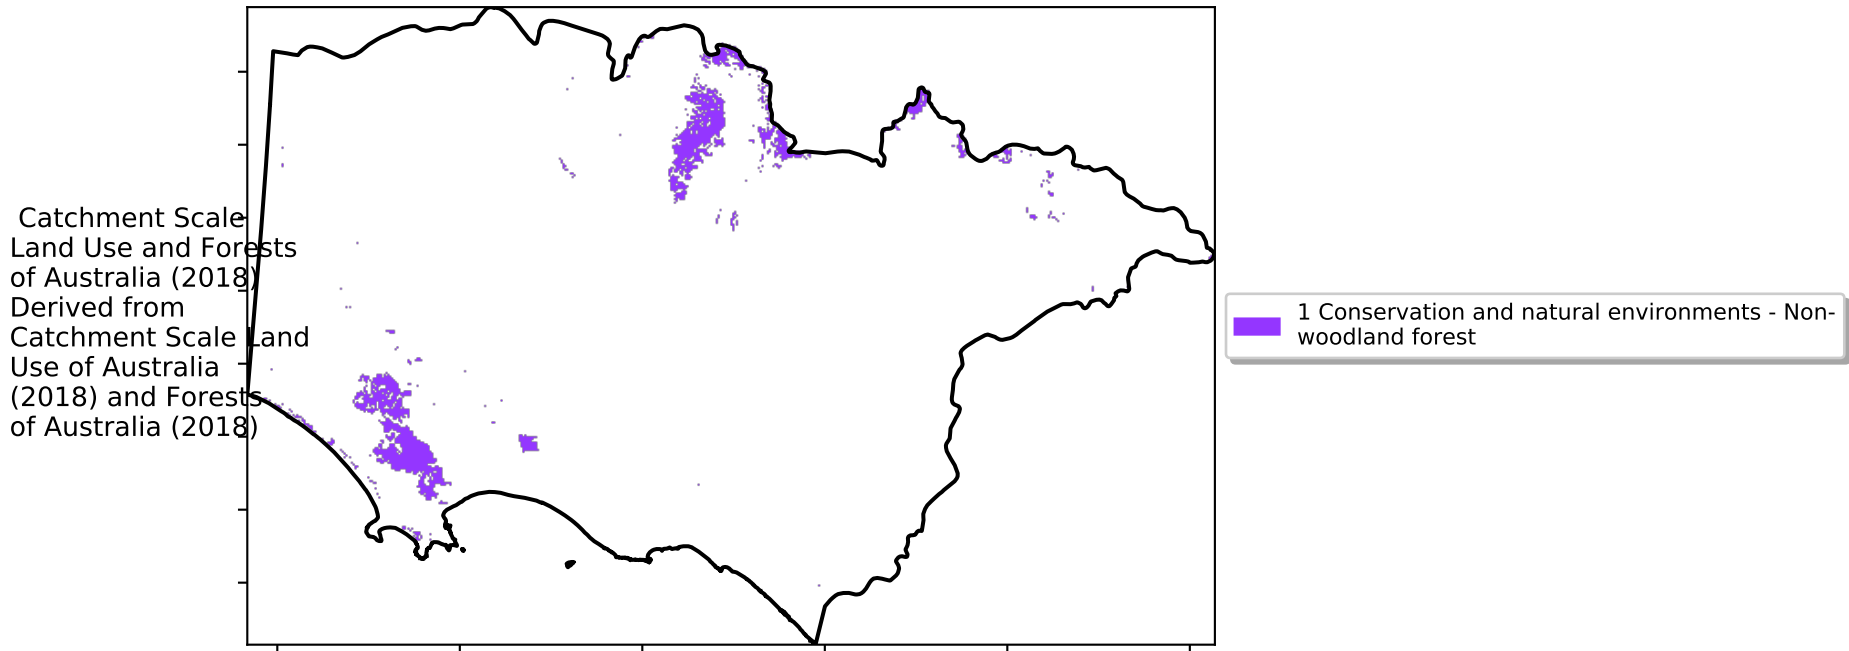 Catchment Scale
Land Use and Forests
of Australia (2018)
Derived from
Catchment Scale Land
Use of Australia
(2018) and Forests
of Australia (2018)
1 Conservation and natural environments - Non-
woodland forest